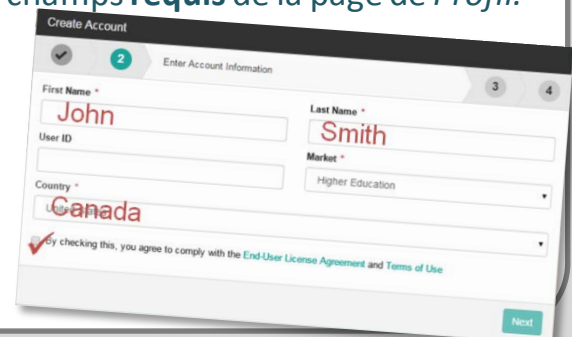 champs requis de la page de Profil.
Create Account
2 Enter Account Information 3 4
First Name * Last Name *
John Smith
User ID Market *
Higher Education
Country *
Canada
By checking this, you agree to comply with the End-User License Agreement and Terms of Use
Next